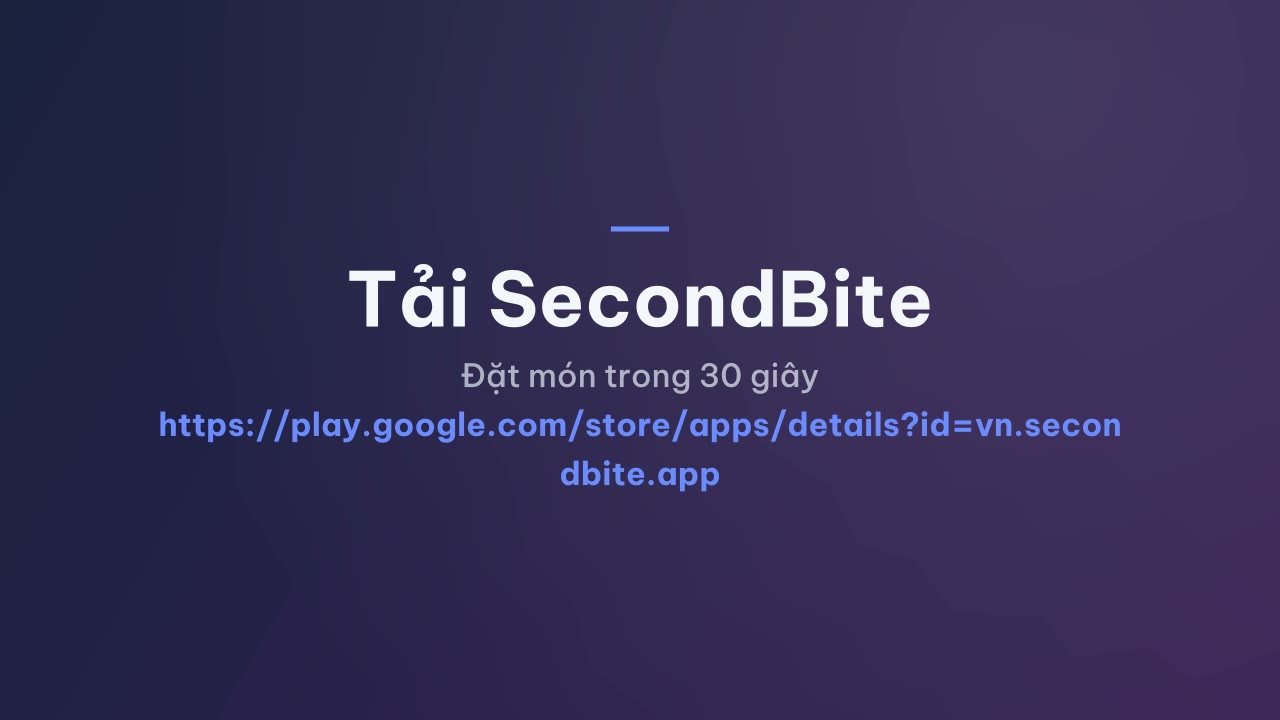 Tải SecondBite
Đặt món trong 30 giây
https://play.google.com/store/apps/details?id=vn.secon
dbite.app